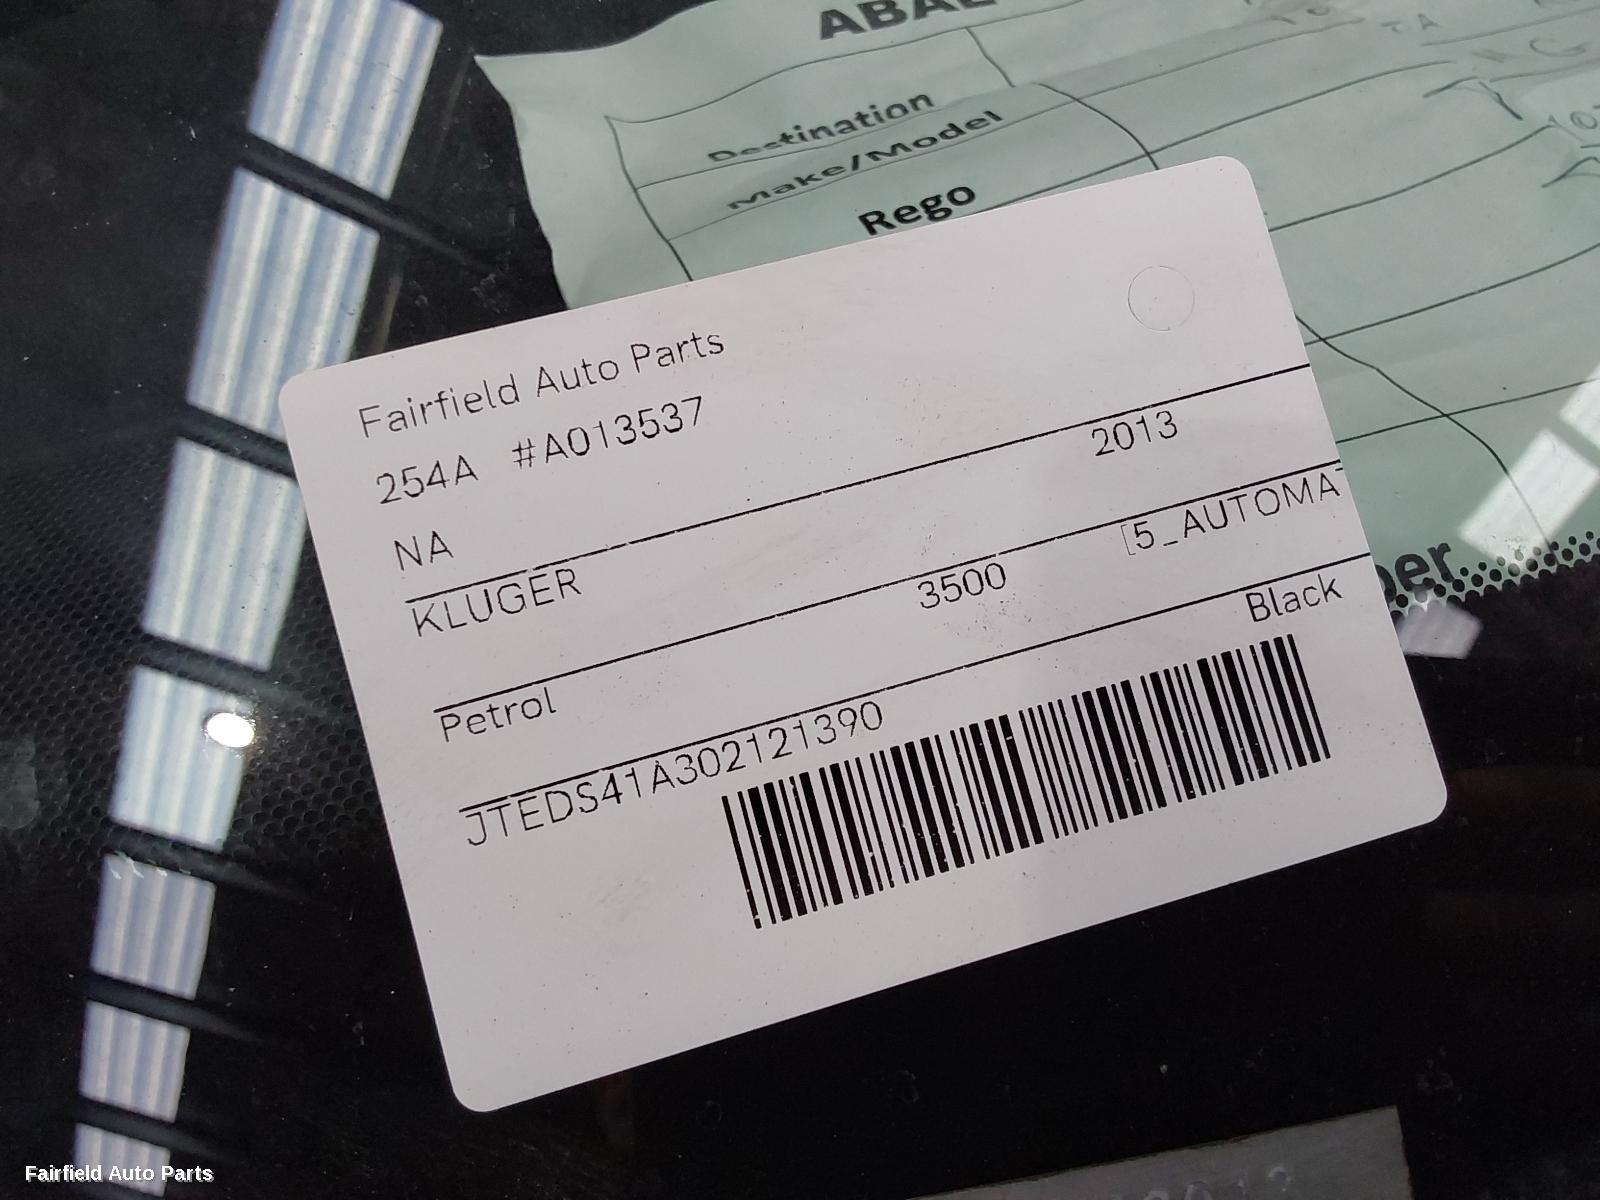 ABAL
Destination
Make/Model
Rego
Fairfield Auto Parts
254A #A013537
NA 2013
KLUGER 3500 [5_AUTOMAT
Petrol Black
JTEDS41A302121390
ber
Fairfield Auto Parts